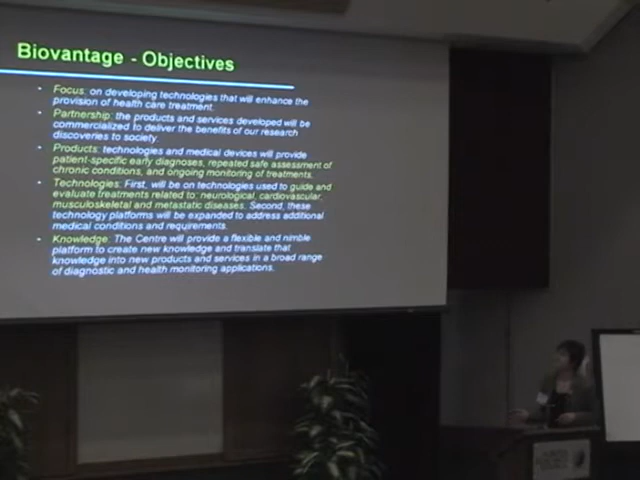 Biovantage - Objectives
• Focus: on developing technologies that will enhance the
provision of health care treatment.
• Partnership: the products and services developed will be
commercialized to deliver the benefits of our research
discoveries to society.
• Products: technologies and medical devices will provide
patient-specific early diagnoses, repeated safe assessment of
chronic conditions, and ongoing monitoring of treatments.
• Technologies: First, will be on technologies used to guide and
evaluate treatments related to: neurological, cardiovascular,
musculoskeletal and metastatic diseases. Second, these
technology platforms will be expanded to address additional
medical conditions and requirements.
• Knowledge: The Centre will provide a flexible and nimble
platform to create new knowledge and translate that
knowledge into new products and services in a broad range
of diagnostic and health monitoring applications.